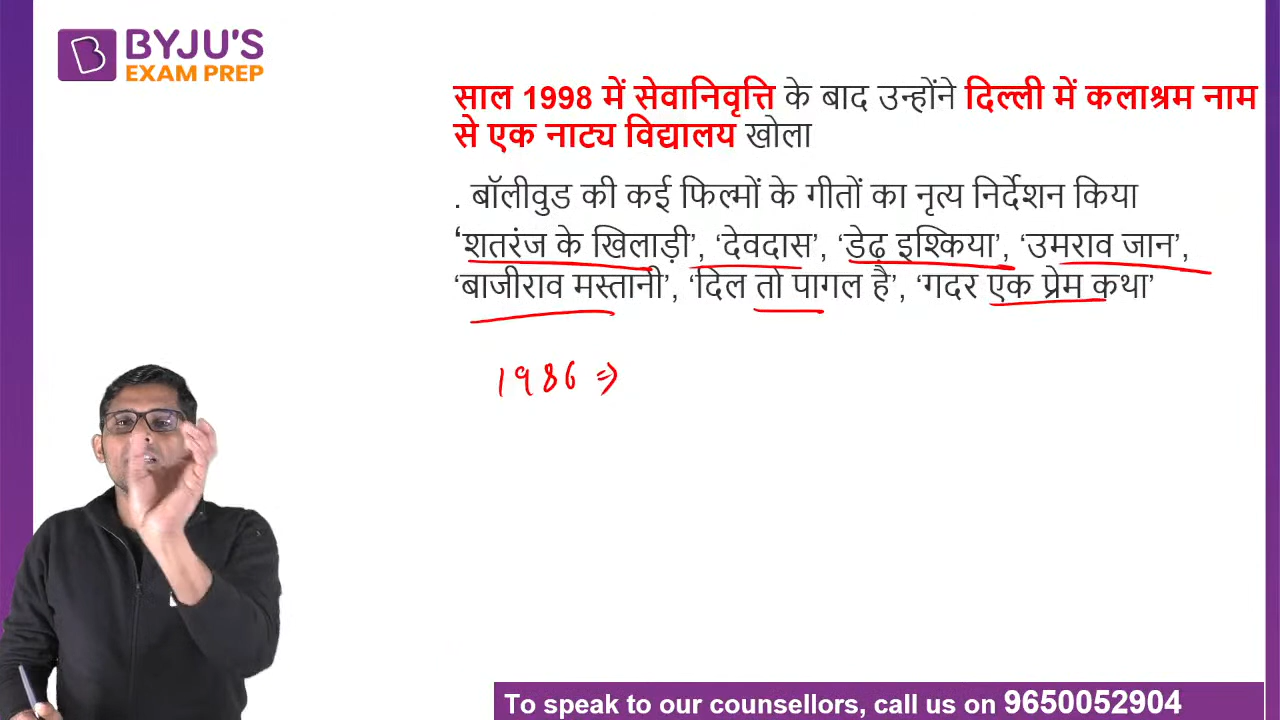 BYJU'S
EXAM PREP
साल 1998 में सेवानिवृत्ति के बाद उन्होंने दिल्ली में कलाश्रम नाम
से एक नाट्य विद्यालय खोला
. बॉलीवुड की कई फिल्मों के गीतों का नृत्य निर्देशन किया
‘शतरंज के खिलाड़ी’, ‘देवदास’, ‘डेढ़ इश्किया’, ‘उमराव जान’,
‘बाजीराव मस्तानी’, ‘दिल तो पागल है’, ‘गदर एक प्रेम कथा’
1986 ⇒
To speak to our counsellors, call us on 9650052904